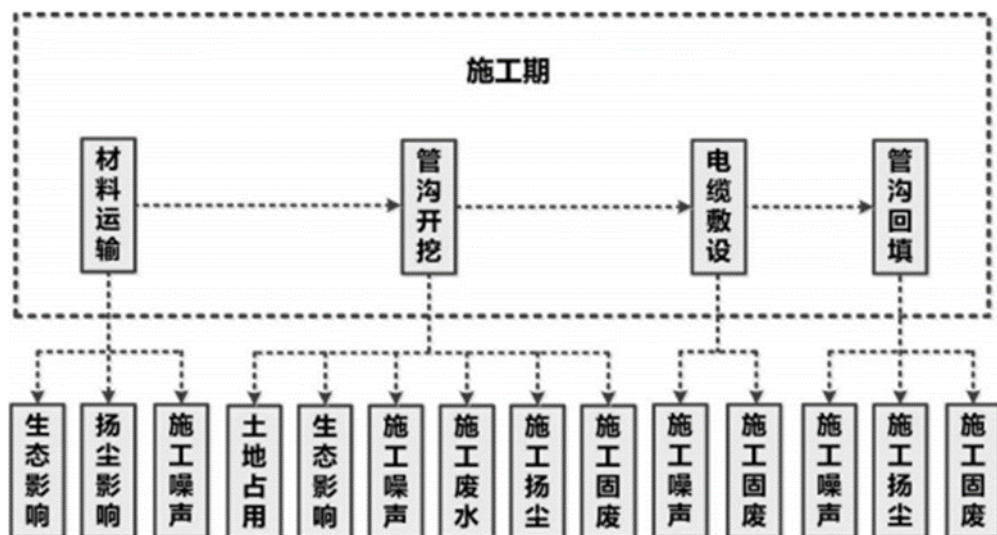 施工期
材料运输
管沟开挖
电缆敷设
管沟回填
生态影响
扬尘影响
施工噪声
土地占用
生态影响
施工噪声
施工废水
施工扬尘
施工固废
施工噪声
施工固废
施工噪声
施工扬尘
施工固废